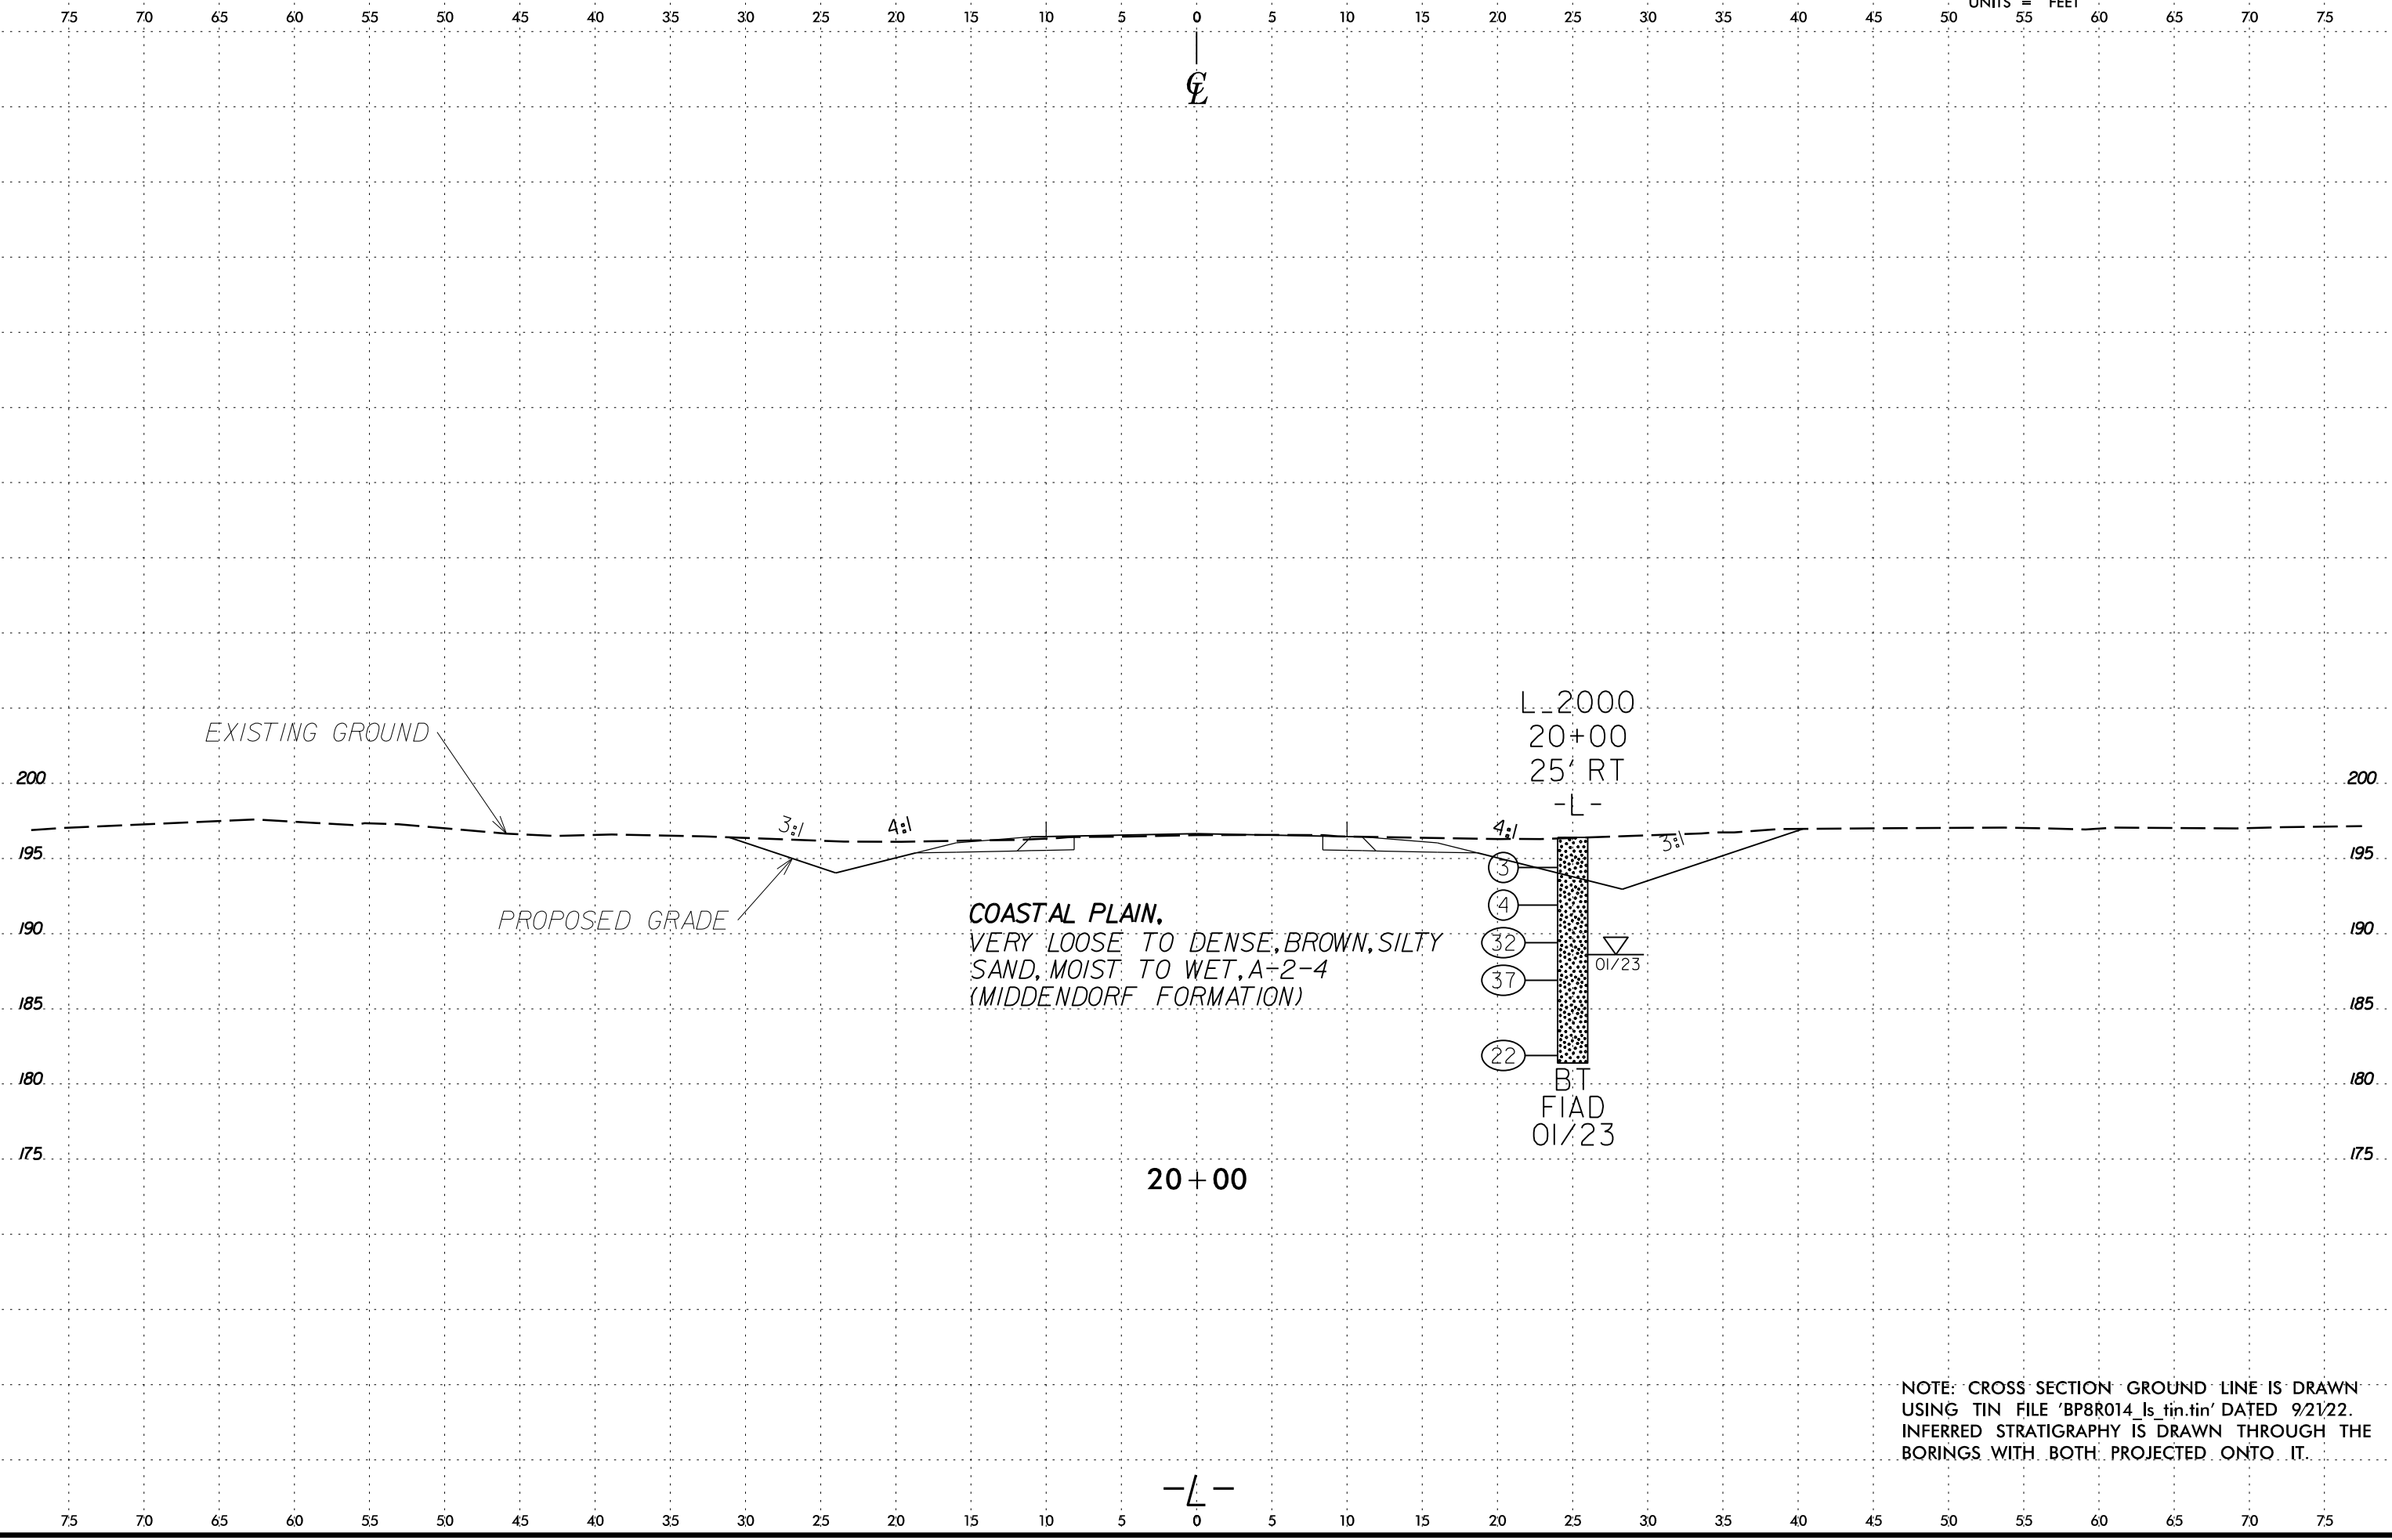 UNITS = FEET
75 70 65 60 55 50 45 40 35 30 25 20 15 10 5 0 5 10 15 20 25 30 35 40 45 50 55 60 65 70 75
℄
L_2000
20+00
25' RT
-L-
EXISTING GROUND
200 200
3:1 4:1 4:1 3:1
195 195
3
PROPOSED GRADE
4
190 190
COASTAL PLAIN,
VERY LOOSE TO DENSE, BROWN, SILTY
SAND, MOIST TO WET, A-2-4
(MIDDENDORF FORMATION)
32
01/23
37
185 185
22
180 180
BT
FIAD
01/23
175 175
20+00
NOTE: CROSS SECTION GROUND LINE IS DRAWN
USING TIN FILE 'BP8R014_ls_tin.tin' DATED 9/21/22.
INFERRED STRATIGRAPHY IS DRAWN THROUGH THE
BORINGS WITH BOTH PROJECTED ONTO IT.
-L-
75 70 65 60 55 50 45 40 35 30 25 20 15 10 5 0 5 10 15 20 25 30 35 40 45 50 55 60 65 70 75